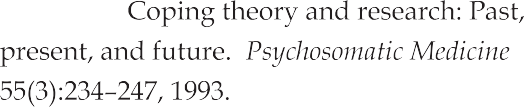 Coping theory and research: Past,
present, and future. Psychosomatic Medicine
55(3):234–247, 1993.